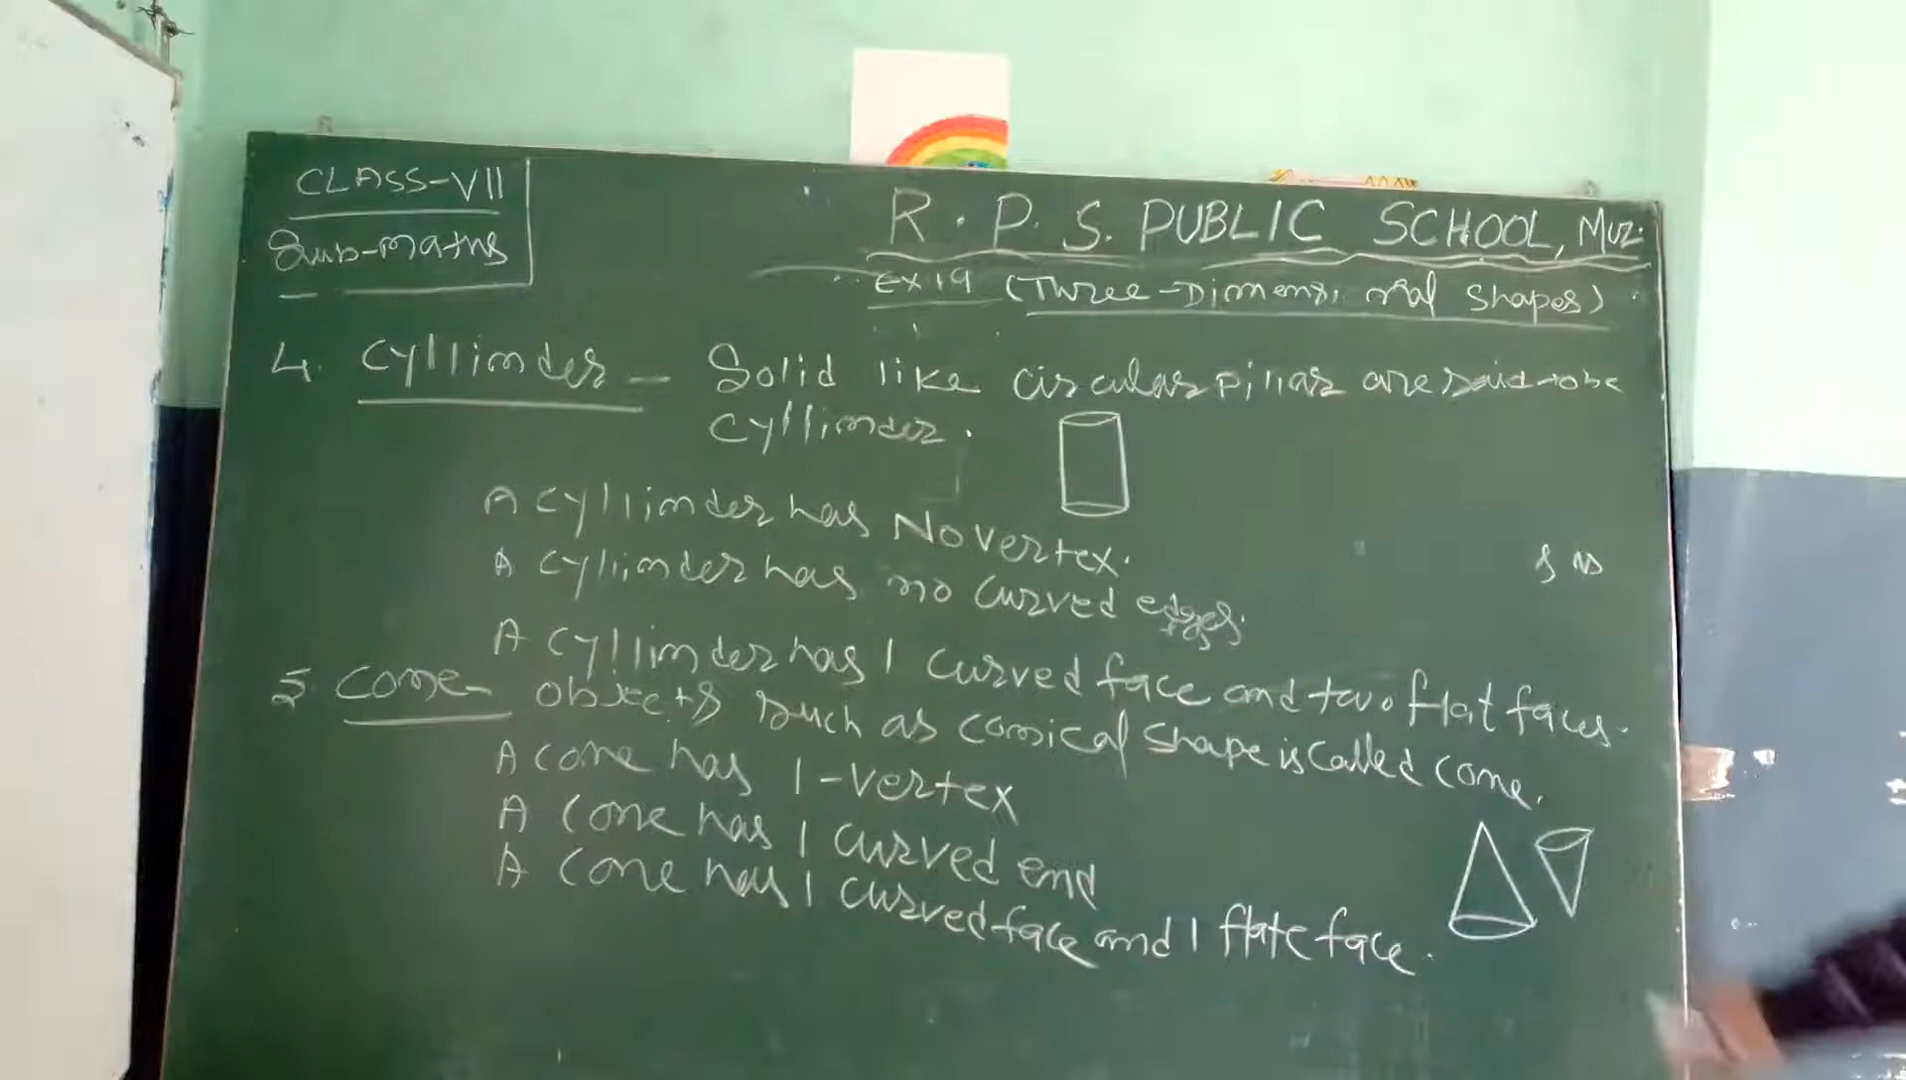 CLASS-VII
Sub-maths
R. P. S. PUBLIC SCHOOL, Muz.
Ex 19 (Three-Dimensional Shapes)
4. Cyllinder - Solid like circular pillar are said to be
Cyllinder.
A cyllinder has No vertex.
A cylinder has no curved edges.
A cyllinder has 1 curved face and two flat faces.
5. Cone - objects such as conical shape is called cone.
A cone has 1-vertex
A cone has 1 curved end
A cone has 1 curved face and 1 flate face.